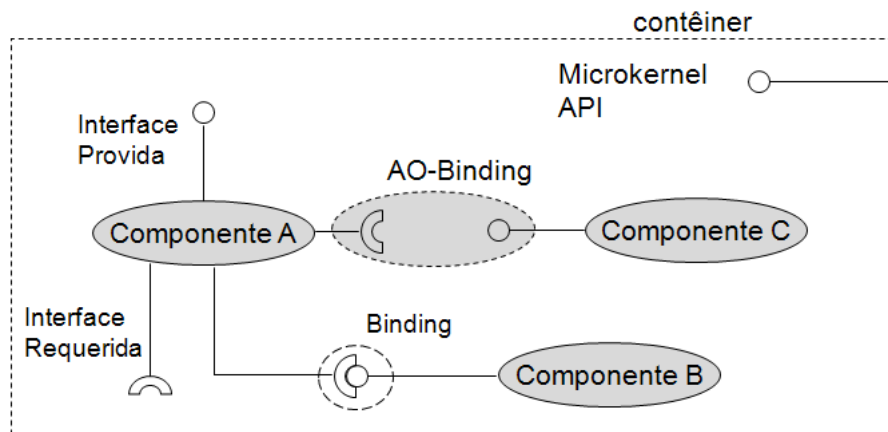 contêiner
Microkernel
API
Interface
Provida
AO-Binding
Componente A
Componente C
Interface
Requerida
Binding
Componente B